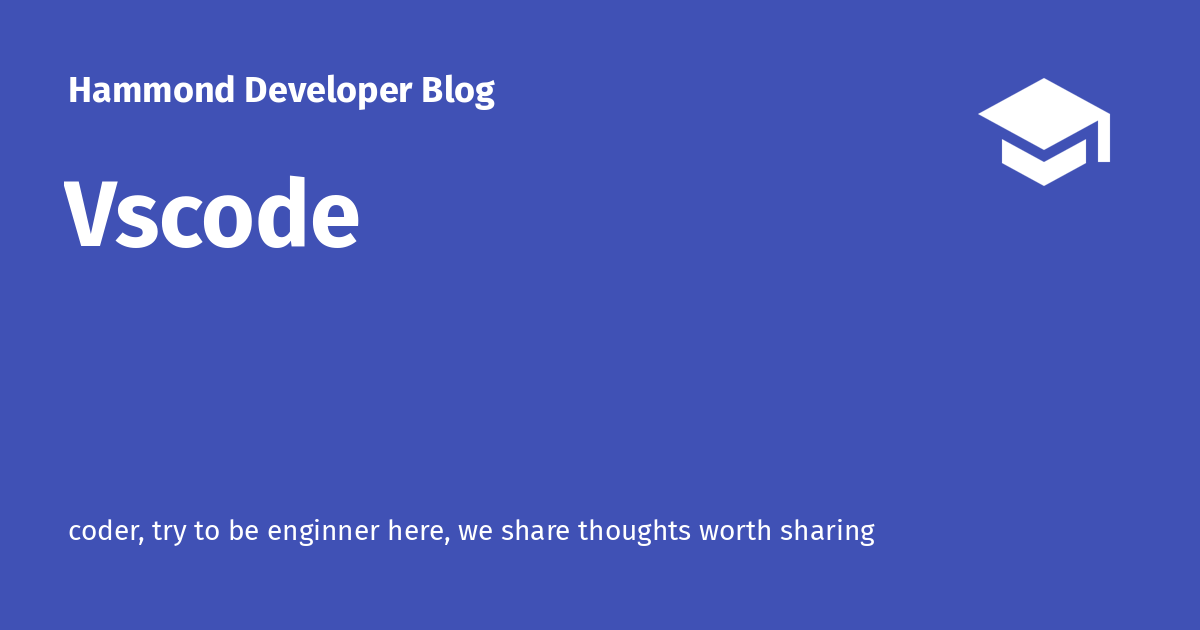 Hammond Developer Blog
Vscode
coder, try to be enginner here, we share thoughts worth sharing